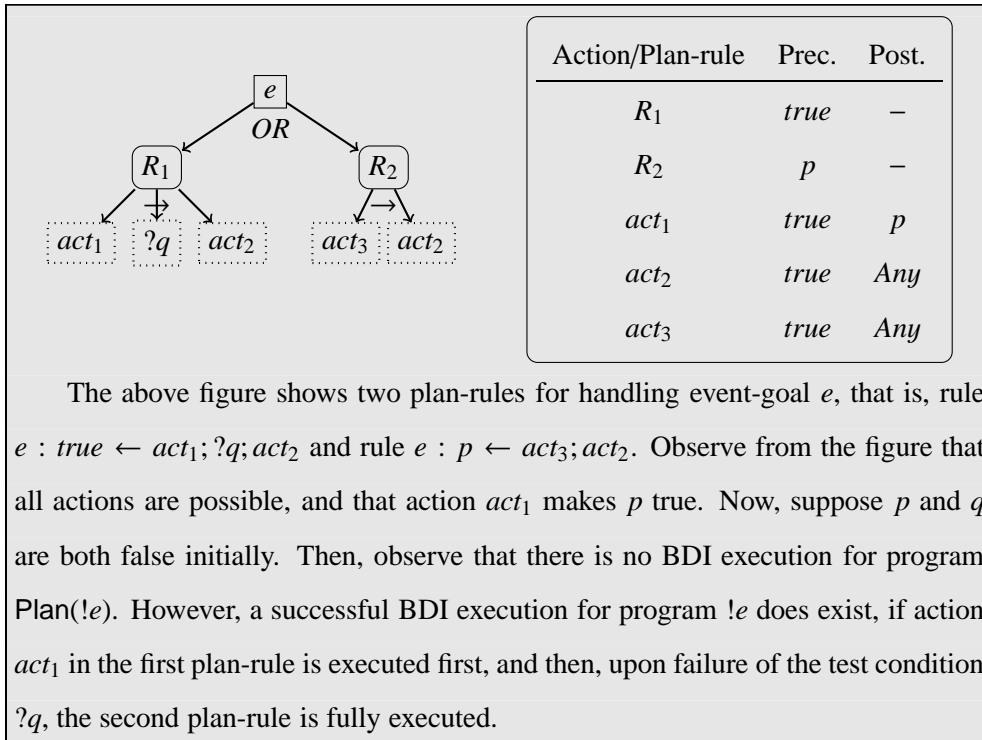 e
OR
R₁ R₂
act₁ ?q act₂ act₃ act₂
Action/Plan-rule Prec. Post.
R₁ true –
R₂ p –
act₁ true p
act₂ true Any
act₃ true Any
The above figure shows two plan-rules for handling event-goal e, that is, rule
e : true ← act₁; ?q; act₂ and rule e : p ← act₃; act₂. Observe from the figure that
all actions are possible, and that action act₁ makes p true. Now, suppose p and q
are both false initially. Then, observe that there is no BDI execution for program
Plan(!e). However, a successful BDI execution for program !e does exist, if action
act₁ in the first plan-rule is executed first, and then, upon failure of the test condition
?q, the second plan-rule is fully executed.